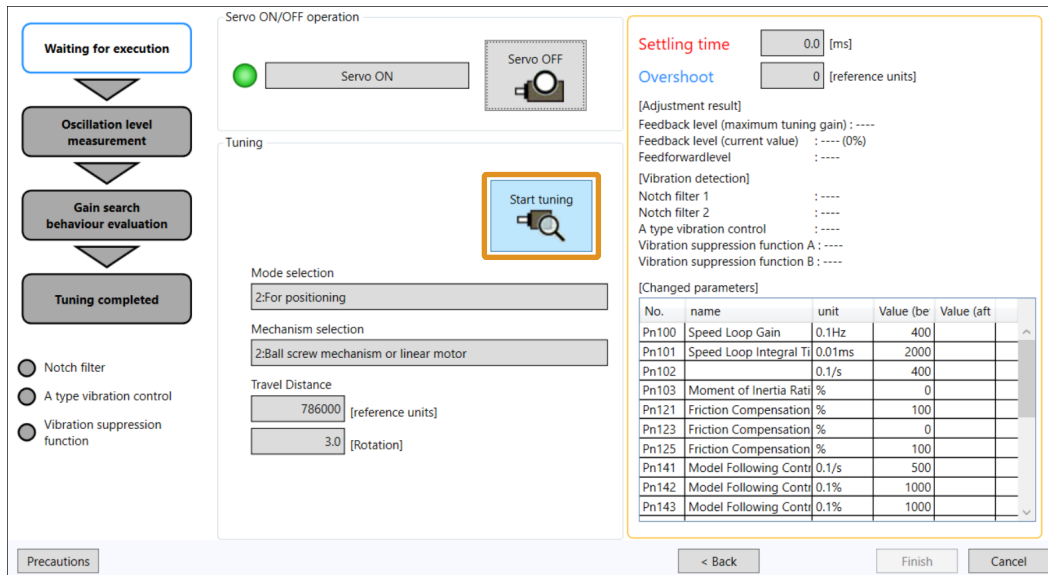 Waiting for execution
Oscillation level
measurement
Gain search
behaviour evaluation
Tuning completed
Notch filter
A type vibration control
Vibration suppression
function
Servo ON/OFF operation
Servo ON
Servo OFF
Tuning
Start tuning
Mode selection
2:For positioning
Mechanism selection
2:Ball screw mechanism or linear motor
Travel Distance
786000 [reference units]
3.0 [Rotation]
Settling time 0.0 [ms]
Overshoot 0 [reference units]
[Adjustment result]
Feedback level (maximum tuning gain) : ----
Feedback level (current value) : ---- (0%)
Feedforwardlevel : ----
[Vibration detection]
Notch filter 1 : ----
Notch filter 2 : ----
A type vibration control : ----
Vibration suppression function A : ----
Vibration suppression function B : ----
[Changed parameters]
No. name unit Value (be Value (aft
Pn100 Speed Loop Gain 0.1Hz 400
Pn101 Speed Loop Integral Ti 0.01ms 2000
Pn102 0.1/s 400
Pn103 Moment of Inertia Rati % 0
Pn121 Friction Compensation % 100
Pn123 Friction Compensation % 0
Pn125 Friction Compensation % 100
Pn141 Model Following Contr 0.1/s 500
Pn142 Model Following Contr 0.1% 1000
Pn143 Model Following Contr 0.1% 1000
Precautions
< Back
Finish
Cancel